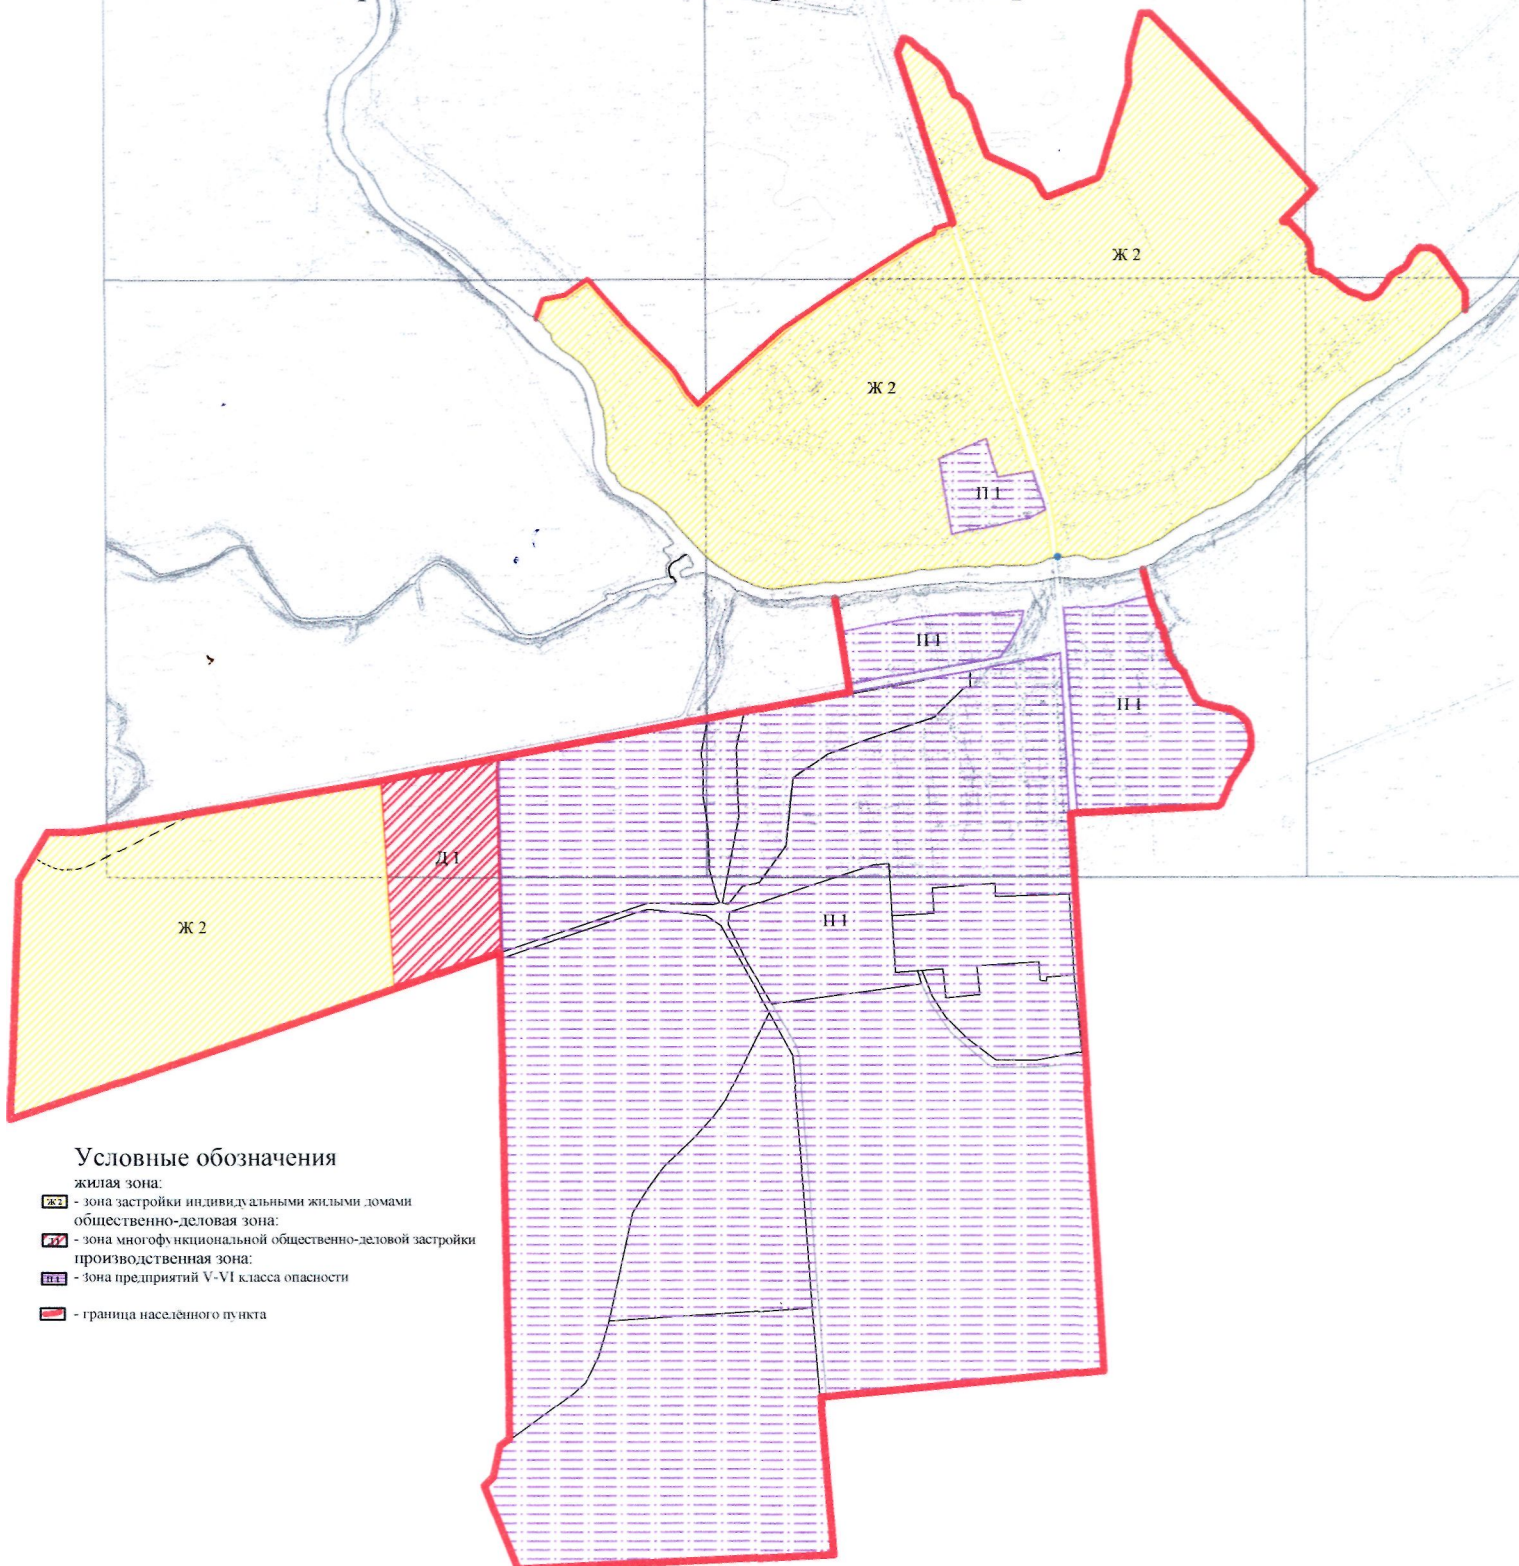 Ж 2
Ж 2
П 1
П 1
П 1
Д 1
П 1
Ж 2
Условные обозначения
жилая зона:
Ж 2 - зона застройки индивидуальными жилыми домами
общественно-деловая зона:
- зона многофункциональной общественно-деловой застройки
производственная зона:
П 1 - зона предприятий V-VI класса опасности
- граница населённого пункта